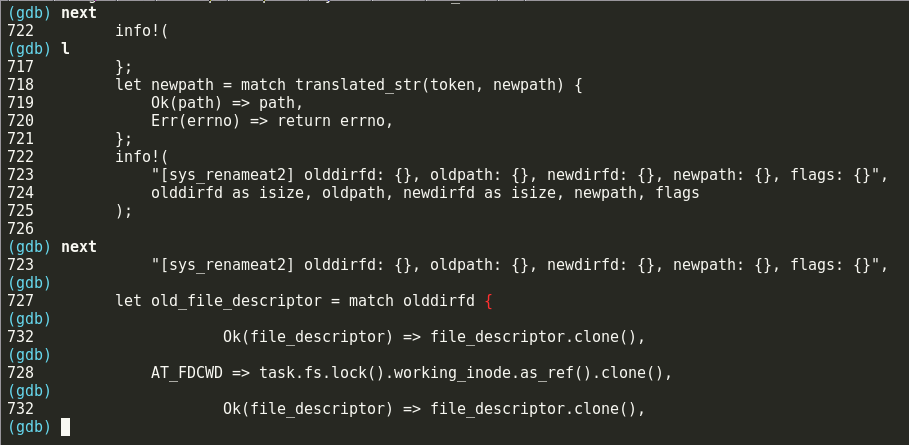 (gdb) next
722         info!(
(gdb) l
717         };
718         let newpath = match translated_str(token, newpath) {
719             Ok(path) => path,
720             Err(errno) => return errno,
721         };
722         info!(
723             "[sys_renameat2] olddirfd: {}, oldpath: {}, newdirfd: {}, newpath: {}, flags: {}",
724             olddirfd as isize, oldpath, newdirfd as isize, newpath, flags
725         );
726
(gdb) next
723             "[sys_renameat2] olddirfd: {}, oldpath: {}, newdirfd: {}, newpath: {}, flags: {}",
(gdb)
727         let old_file_descriptor = match olddirfd {
(gdb)
732                     Ok(file_descriptor) => file_descriptor.clone(),
(gdb)
728             AT_FDCWD => task.fs.lock().working_inode.as_ref().clone(),
(gdb)
732                     Ok(file_descriptor) => file_descriptor.clone(),
(gdb)